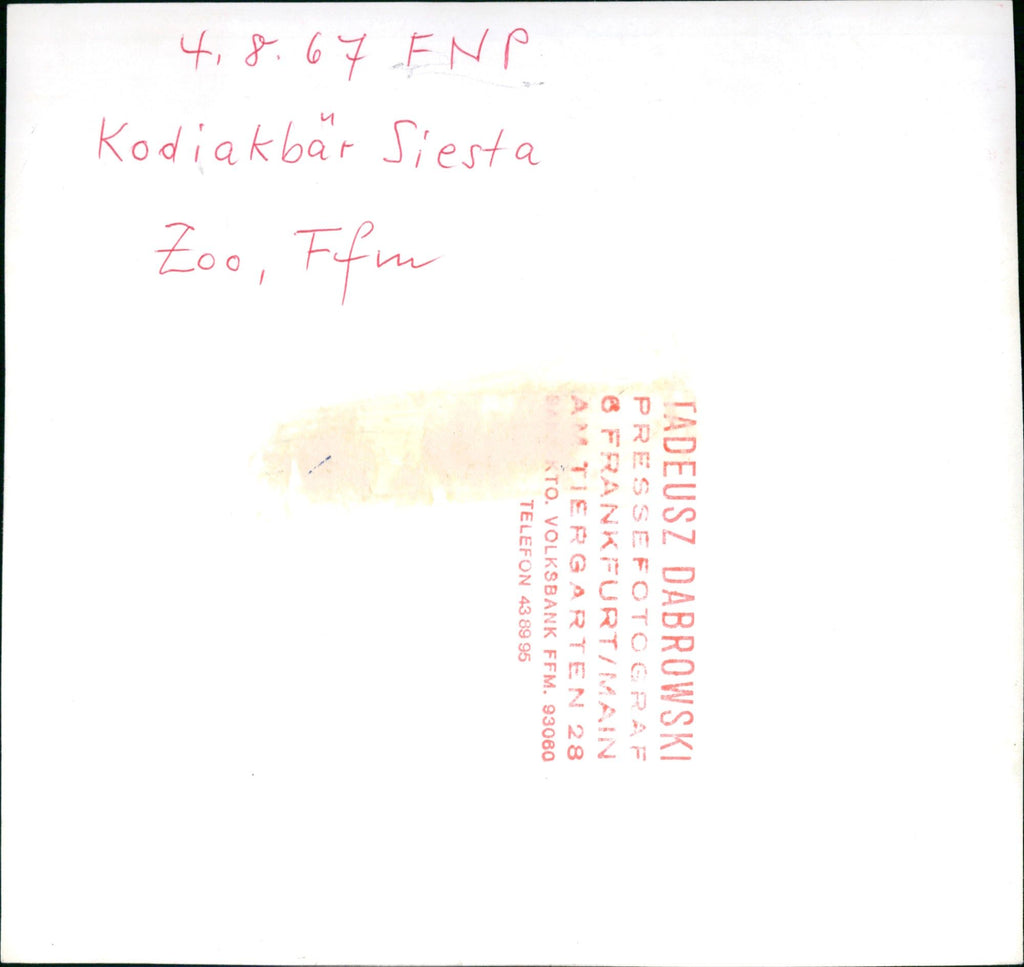 4. 8. 67 FNP
Kodiakbär Siesta
Zoo, Ffm
TADEUSZ DABROWSKI
PRESSEFOTOGRAF
6 FRANKFURT/MAIN
AM TIERGARTEN 28
KTO. VOLKSBANK FFM. 93060
TELEFON 43 89 95